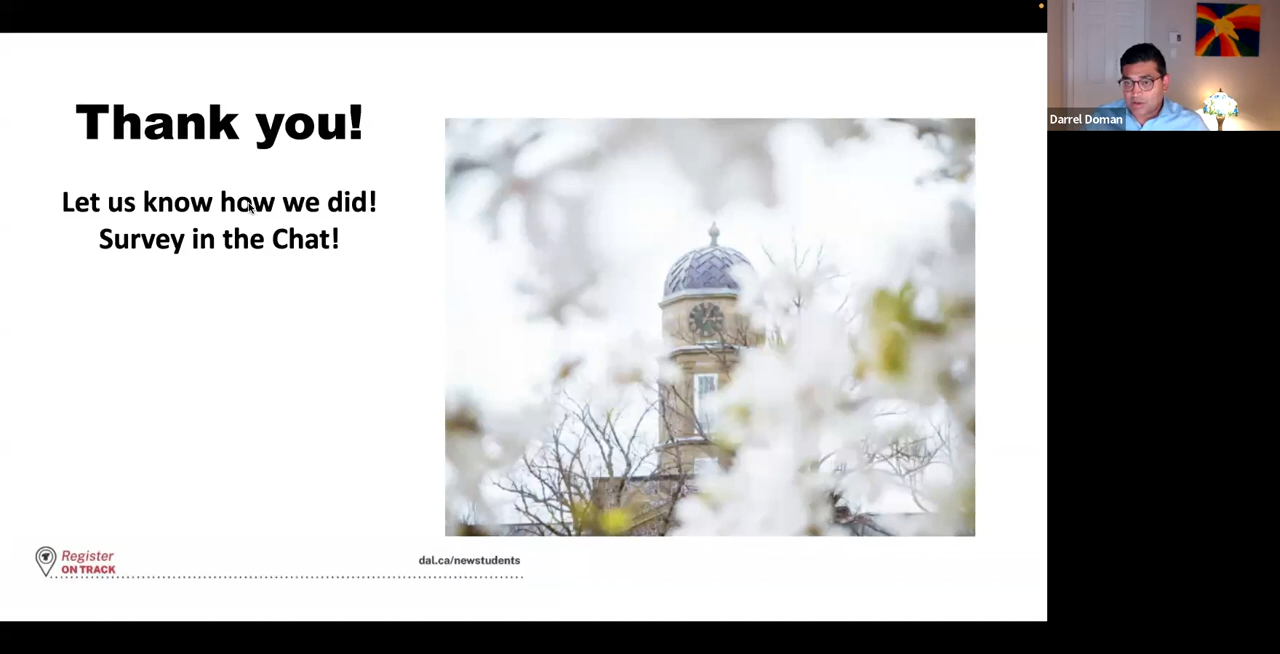 Thank you!
Let us know how we did!
Survey in the Chat!
Register
ON TRACK
dal.ca/newstudents
Darrel Doman